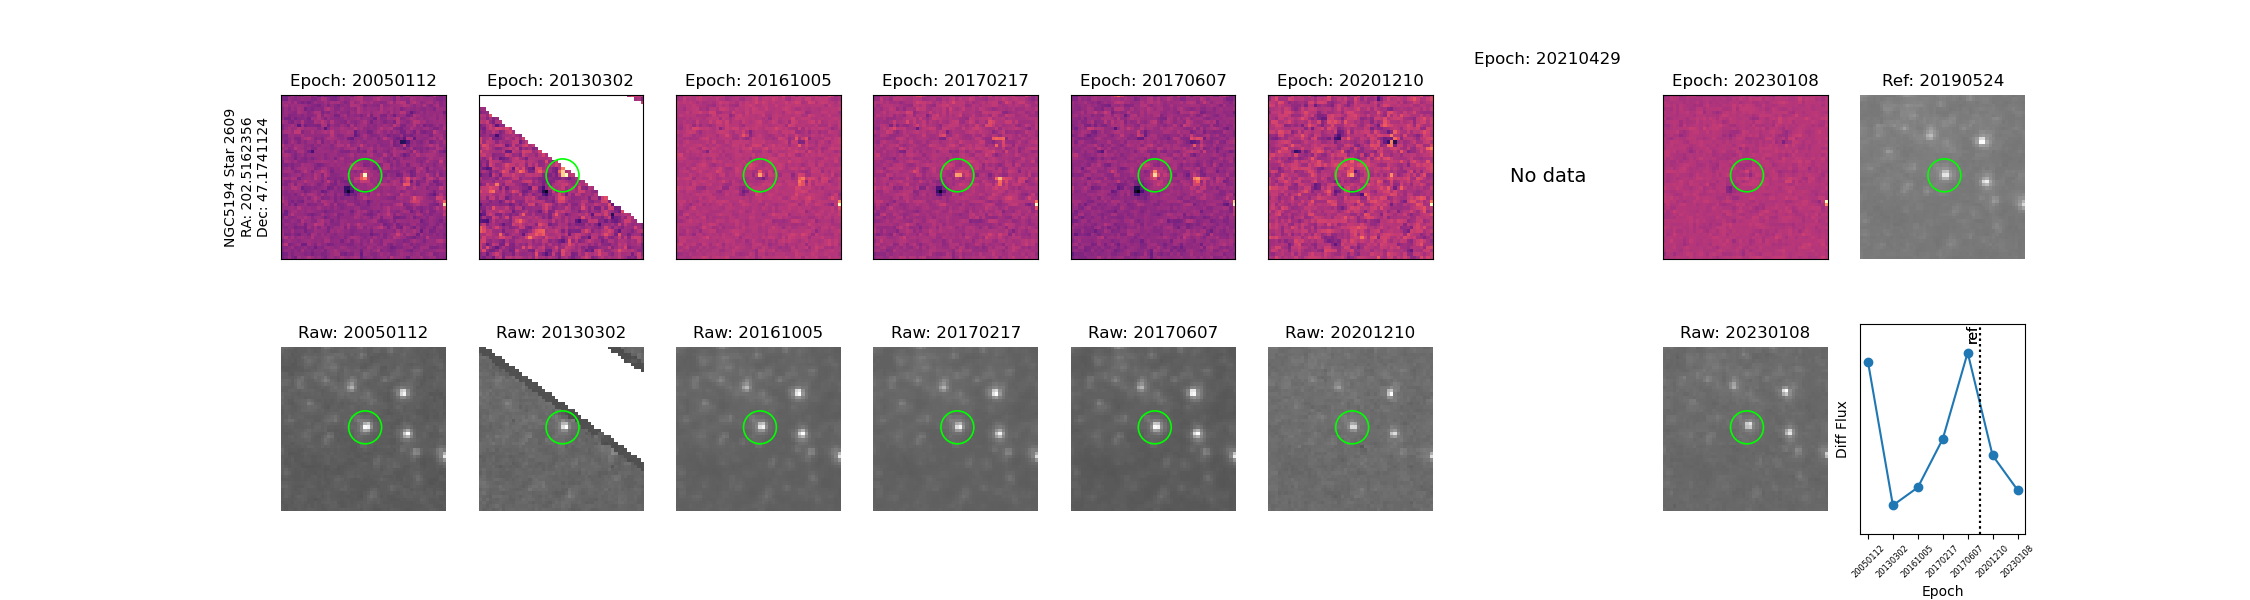 NGC5194 Star 2609
RA: 202.5162356
Dec: 47.1741124
Epoch: 20050112
Epoch: 20130302
Epoch: 20161005
Epoch: 20170217
Epoch: 20170607
Epoch: 20201210
Epoch: 20210429
No data
Epoch: 20230108
Ref: 20190524
Raw: 20050112
Raw: 20130302
Raw: 20161005
Raw: 20170217
Raw: 20170607
Raw: 20201210
Raw: 20230108
Diff Flux
ref
20050112
20130302
20161005
20170217
20170607
20201210
20230108
Epoch